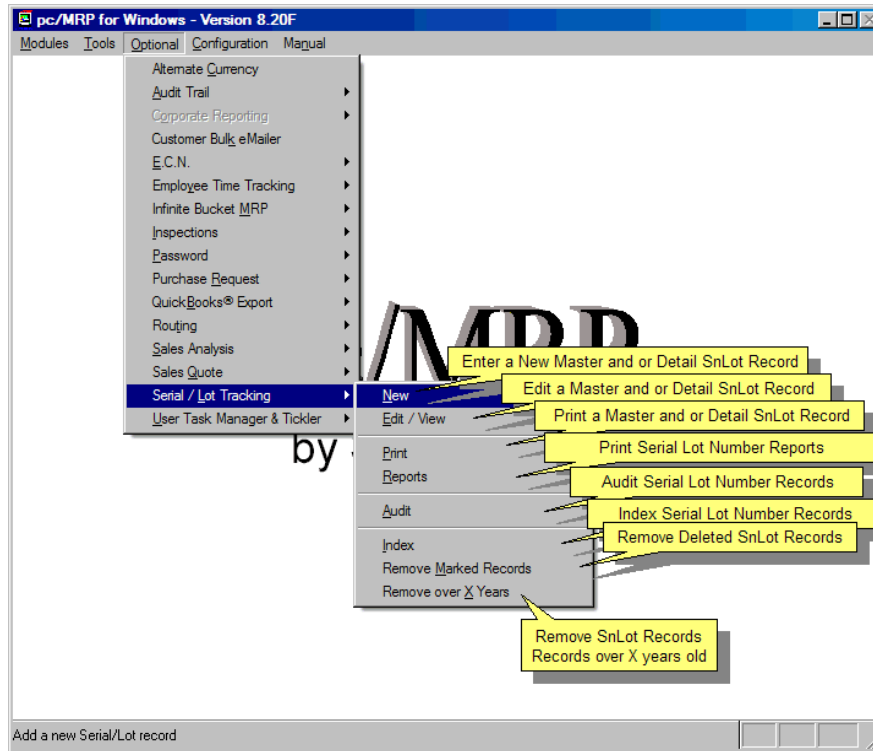 pc/MRP for Windows - Version 8.20F
Modules Tools Optional Configuration Manual
Alternate Currency
Audit Trail
Corporate Reporting
Customer Bulk eMailer
E.C.N.
Employee Time Tracking
Infinite Bucket MRP
Inspections
Password
Purchase Request
QuickBooks® Export
Routing
Sales Analysis
Sales Quote
Serial / Lot Tracking
User Task Manager & Tickler
/MRP
by
New
Edit / View
Print
Reports
Audit
Index
Remove Marked Records
Remove over X Years
Enter a New Master and or Detail SnLot Record
Edit a Master and or Detail SnLot Record
Print a Master and or Detail SnLot Record
Print Serial Lot Number Reports
Audit Serial Lot Number Records
Index Serial Lot Number Records
Remove Deleted SnLot Records
Remove SnLot Records
Records over X years old
Add a new Serial/Lot record